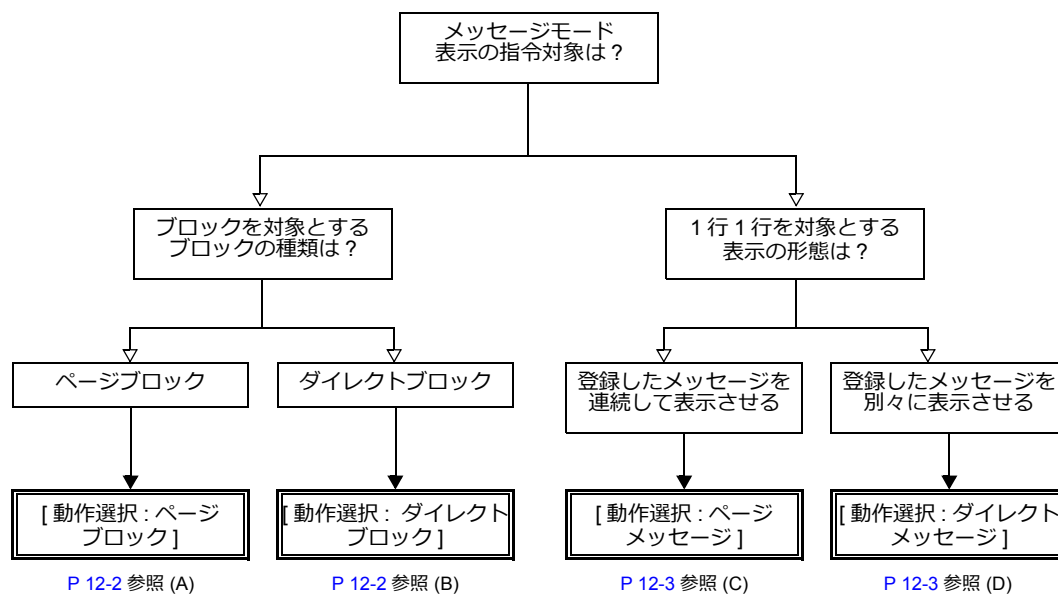 メッセージモード
表示の指令対象は？
ブロックを対象とする
ブロックの種類は？
1 行 1 行を対象とする
表示の形態は？
ページブロック
ダイレクトブロック
登録したメッセージを
連続して表示させる
登録したメッセージを
別々に表示させる
[ 動作選択 : ページ
ブロック ]
[ 動作選択 : ダイレクト
ブロック ]
[ 動作選択 : ページ
メッセージ ]
[ 動作選択 : ダイレクト
メッセージ ]
P 12-2 参照 (A)
P 12-2 参照 (B)
P 12-3 参照 (C)
P 12-3 参照 (D)